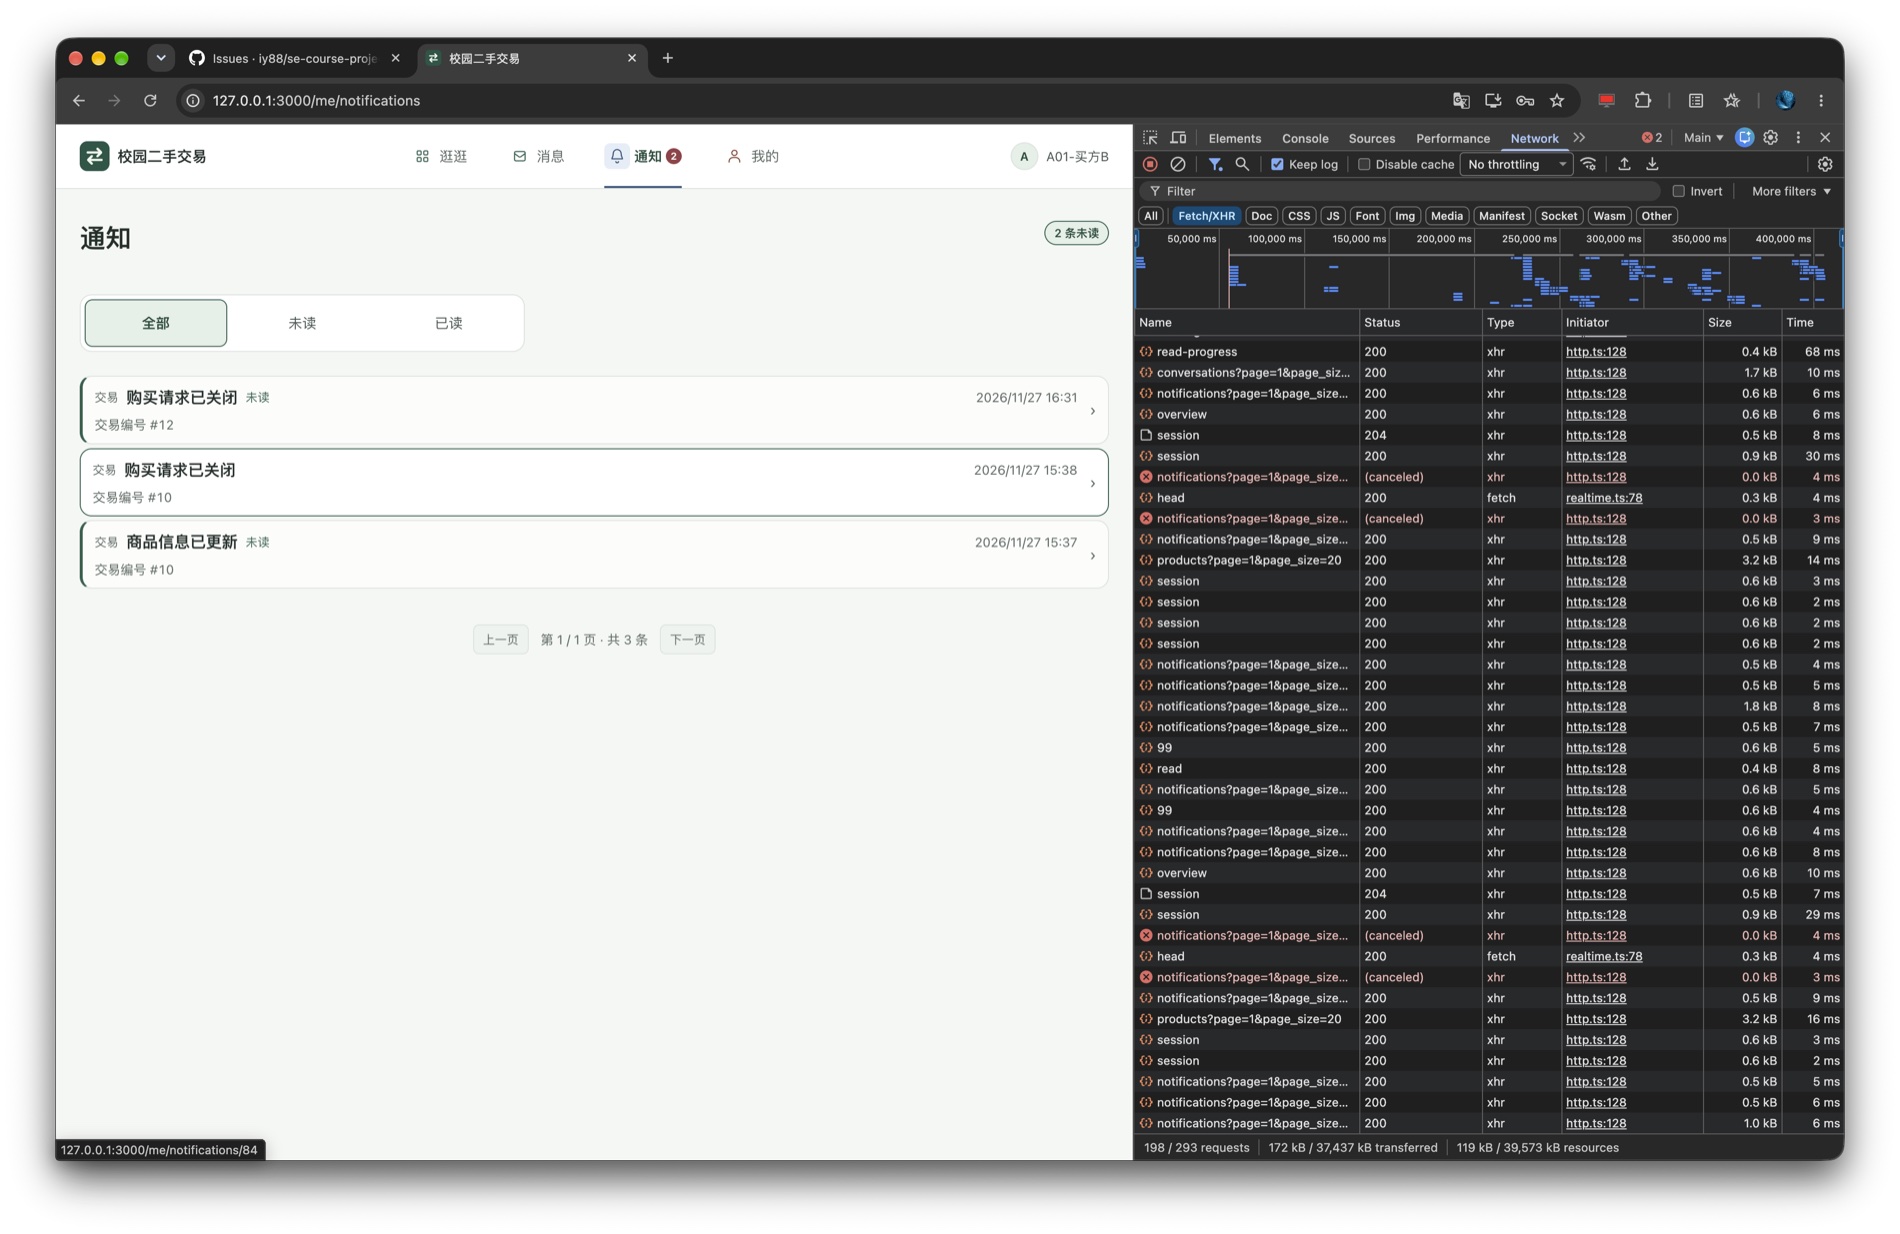 Issues · iy88/se-course-proje
校园二手交易
127.0.0.1:3000/me/notifications
校园二手交易
逛逛
消息
通知 2
我的
A A01-买方B
通知
2 条未读
全部 未读 已读
交易 购买请求已关闭 未读 2026/11/27 16:31
交易编号 #12
交易 购买请求已关闭 2026/11/27 15:38
交易编号 #10
交易 商品信息已更新 未读 2026/11/27 15:37
交易编号 #10
上一页 第 1 / 1 页 · 共 3 条 下一页
127.0.0.1:3000/me/notifications/84
Elements Console Sources Performance Network 2 Main
Keep log Disable cache No throttling
Filter Invert More filters
All Fetch/XHR Doc CSS JS Font Img Media Manifest Socket Wasm Other
50,000 ms 100,000 ms 150,000 ms 200,000 ms 250,000 ms 300,000 ms 350,000 ms 400,000 ms
Name Status Type Initiator Size Time
read-progress 200 xhr http.ts:128 0.4 kB 68 ms
conversations?page=1&page_siz... 200 xhr http.ts:128 1.7 kB 10 ms
notifications?page=1&page_size... 200 xhr http.ts:128 0.6 kB 6 ms
overview 200 xhr http.ts:128 0.6 kB 6 ms
session 204 xhr http.ts:128 0.5 kB 8 ms
session 200 xhr http.ts:128 0.9 kB 30 ms
notifications?page=1&page_size... (canceled) xhr http.ts:128 0.0 kB 4 ms
head 200 fetch realtime.ts:78 0.3 kB 4 ms
notifications?page=1&page_size... (canceled) xhr http.ts:128 0.0 kB 3 ms
notifications?page=1&page_size... 200 xhr http.ts:128 0.5 kB 9 ms
products?page=1&page_size=20 200 xhr http.ts:128 3.2 kB 14 ms
session 200 xhr http.ts:128 0.6 kB 3 ms
session 200 xhr http.ts:128 0.6 kB 2 ms
session 200 xhr http.ts:128 0.6 kB 2 ms
session 200 xhr http.ts:128 0.6 kB 2 ms
notifications?page=1&page_size... 200 xhr http.ts:128 0.5 kB 4 ms
notifications?page=1&page_size... 200 xhr http.ts:128 0.5 kB 5 ms
notifications?page=1&page_size... 200 xhr http.ts:128 1.8 kB 8 ms
notifications?page=1&page_size... 200 xhr http.ts:128 0.5 kB 7 ms
99 200 xhr http.ts:128 0.6 kB 5 ms
read 200 xhr http.ts:128 0.4 kB 8 ms
notifications?page=1&page_size... 200 xhr http.ts:128 0.6 kB 5 ms
99 200 xhr http.ts:128 0.6 kB 4 ms
notifications?page=1&page_size... 200 xhr http.ts:128 0.6 kB 4 ms
notifications?page=1&page_size... 200 xhr http.ts:128 0.6 kB 8 ms
overview 200 xhr http.ts:128 0.6 kB 10 ms
session 204 xhr http.ts:128 0.5 kB 7 ms
session 200 xhr http.ts:128 0.9 kB 29 ms
notifications?page=1&page_size... (canceled) xhr http.ts:128 0.0 kB 4 ms
head 200 fetch realtime.ts:78 0.3 kB 4 ms
notifications?page=1&page_size... (canceled) xhr http.ts:128 0.0 kB 3 ms
notifications?page=1&page_size... 200 xhr http.ts:128 0.5 kB 9 ms
products?page=1&page_size=20 200 xhr http.ts:128 3.2 kB 16 ms
session 200 xhr http.ts:128 0.6 kB 3 ms
session 200 xhr http.ts:128 0.6 kB 2 ms
notifications?page=1&page_size... 200 xhr http.ts:128 0.5 kB 5 ms
notifications?page=1&page_size... 200 xhr http.ts:128 0.5 kB 6 ms
notifications?page=1&page_size... 200 xhr http.ts:128 1.0 kB 6 ms
198 / 293 requests 172 kB / 37,437 kB transferred 119 kB / 39,573 kB resources